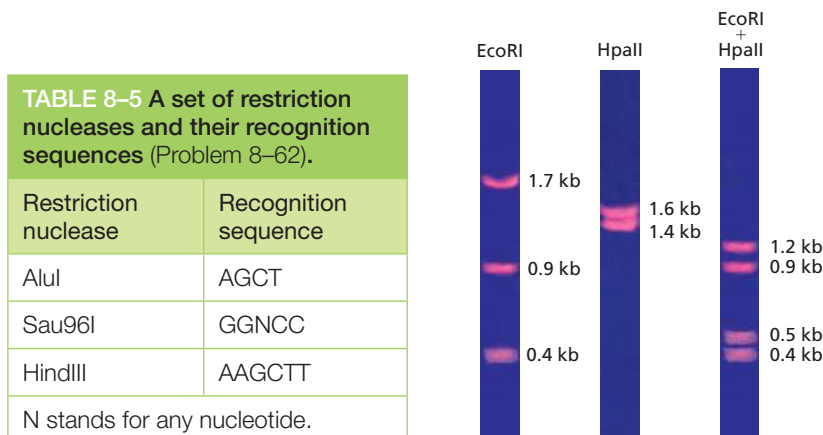 TABLE 8–5 A set of restriction
nucleases and their recognition
sequences (Problem 8–62).
Restriction
nuclease
Recognition
sequence
AluI
AGCT
Sau96I
GGNCC
HindIII
AAGCTT
N stands for any nucleotide.
EcoRI
1.7 kb
0.9 kb
0.4 kb
HpaII
1.6 kb
1.4 kb
EcoRI
+
HpaII
1.2 kb
0.9 kb
0.5 kb
0.4 kb